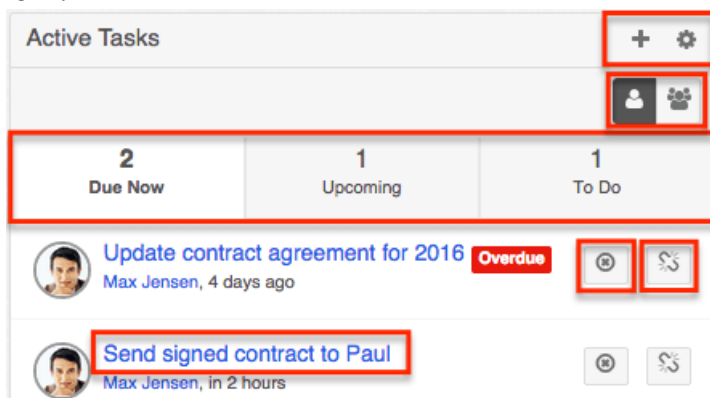 Active Tasks
2 1 1
Due Now Upcoming To Do
Update contract agreement for 2016 Overdue
Max Jensen, 4 days ago
Send signed contract to Paul
Max Jensen, in 2 hours